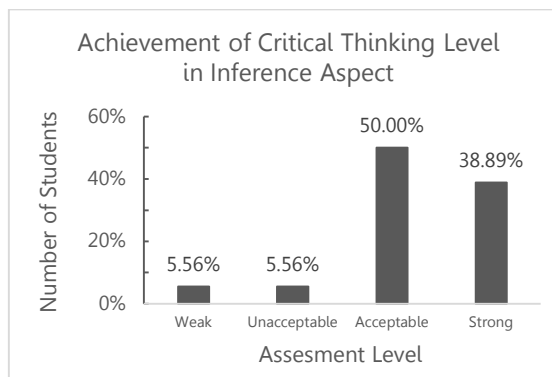 Achievement of Critical Thinking Level
in Inference Aspect
Number of Students
60%
40%
20%
0%
5.56%
5.56%
50.00%
38.89%
Weak
Unacceptable
Acceptable
Strong
Assesment Level